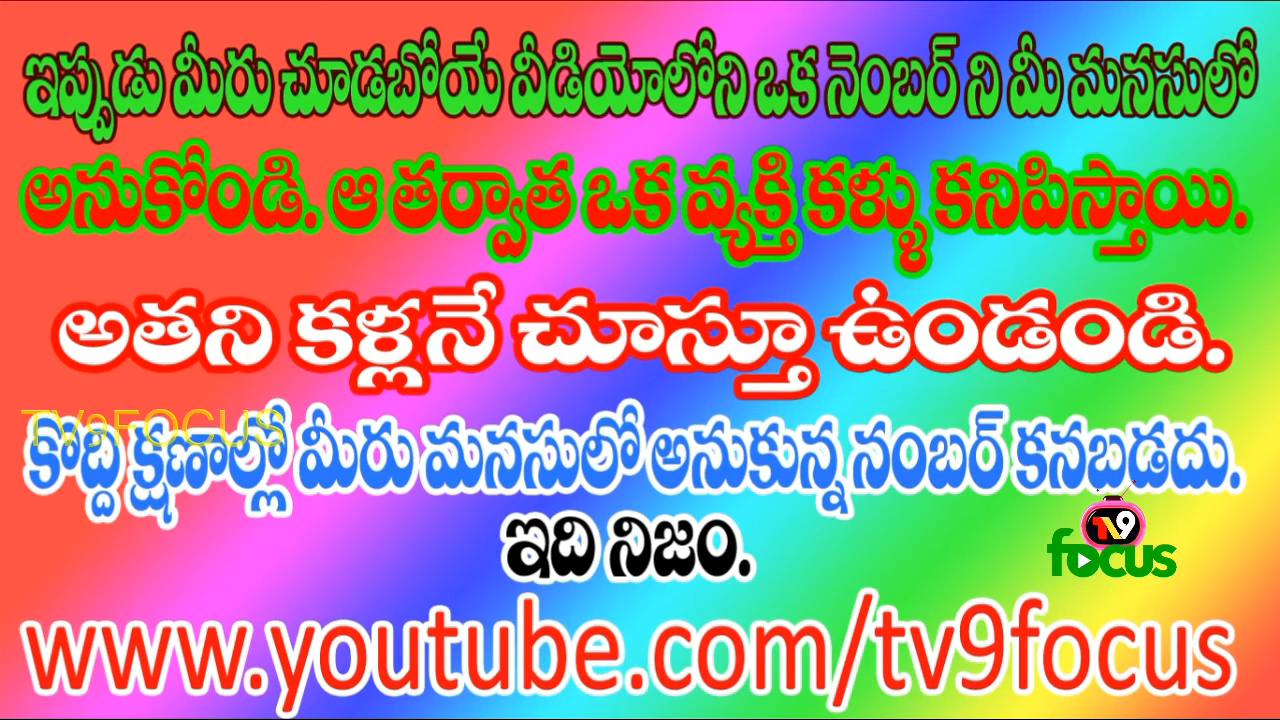 ఇప్పుడు మీరు చూడబోయే వీడియోలోని ఒక నెంబర్ ని మీ మనసులో
అనుకోండి. ఆ తర్వాత ఒక వ్యక్తి కళ్ళు కనిపిస్తాయి.
అతని కళ్లనే చూస్తూ ఉండండి.
TV9FOCUS
కొద్ది క్షణాల్లో మీరు మనసులో అనుకున్న నంబర్ కనబడదు.
ఇది నిజం.
TV9
focus
www.youtube.com/tv9focus